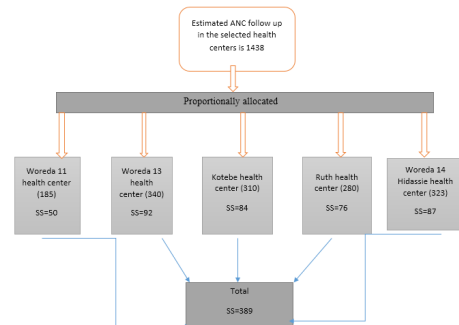 Estimated ANC follow up
in the selected health
centers is 1438
Proportionally allocated
Woreda 11
health center
(185)
SS=50
Woreda 13
health
center (340)
SS=92
Kotebe health
center (310)
SS=84
Ruth health
center (280)
SS=76
Woreda 14
Hidassie health
center (323)
SS=87
Total
SS=389